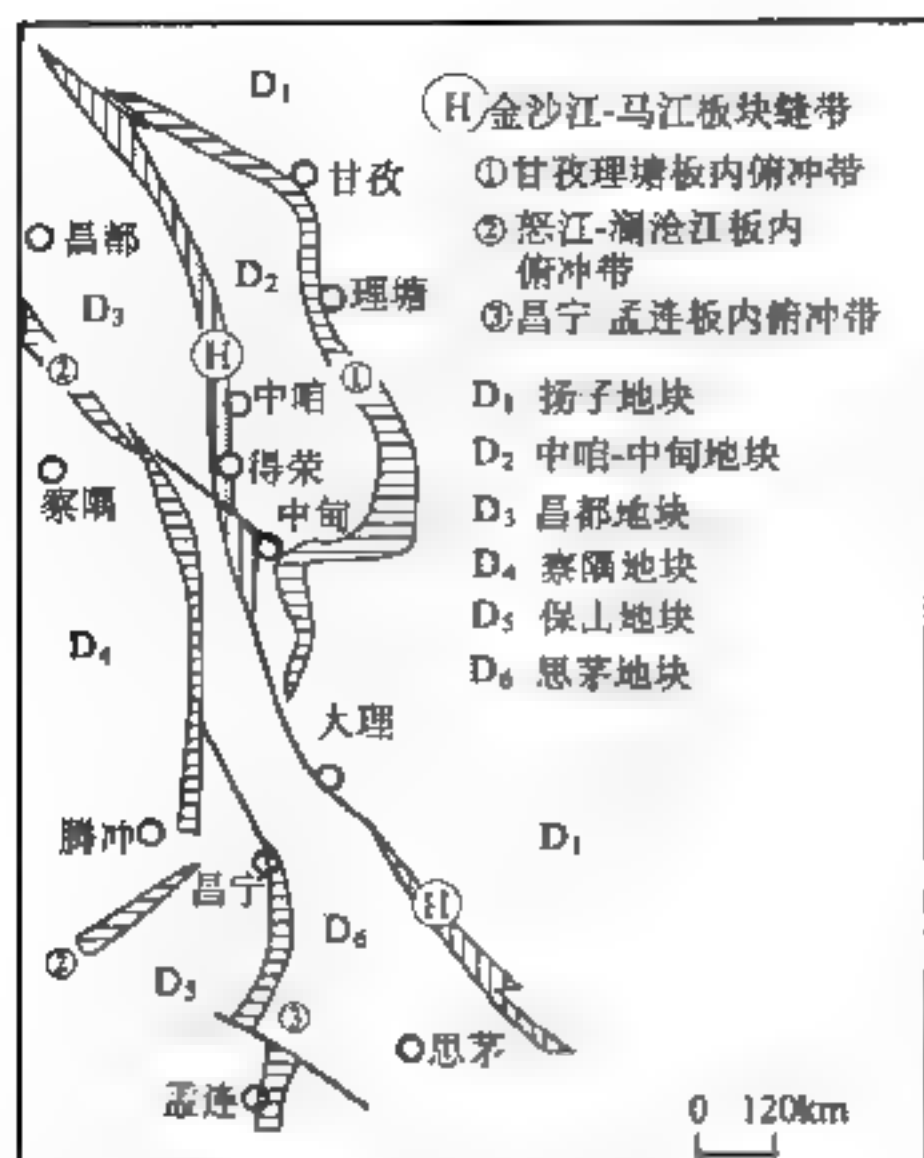 D₁
H 金沙江-马江板块缝带
甘孜
①甘孜理塘板内俯冲带
昌都
②怒江-澜沧江板内
俯冲带
D₂
理塘
D₃
③昌宁 孟连板内俯冲带
H
②
①
中咱
D₁ 扬子地块
得荣
D₂ 中咱-中甸地块
察隅
中甸
D₃ 昌都地块
D₄ 察隅地块
D₅ 保山地块
D₄
D₆ 思茅地块
大理
腾冲
D₁
昌宁
H
D₆
②
D₅
③
思茅
孟连
0 120km